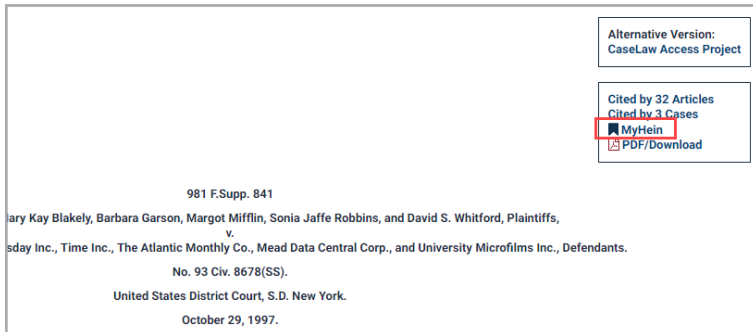 Alternative Version:
CaseLaw Access Project
Cited by 32 Articles
Cited by 3 Cases
MyHein
PDF/Download
981 F.Supp. 841
Kay Blakely, Barbara Garson, Margot Mifflin, Sonia Jaffe Robbins, and David S. Whitford, Plaintiffs,
v.
Inc., Time Inc., The Atlantic Monthly Co., Mead Data Central Corp., and University Microfilms Inc., Defendants.
No. 93 Civ. 8678(SS).
United States District Court, S.D. New York.
October 29, 1997.